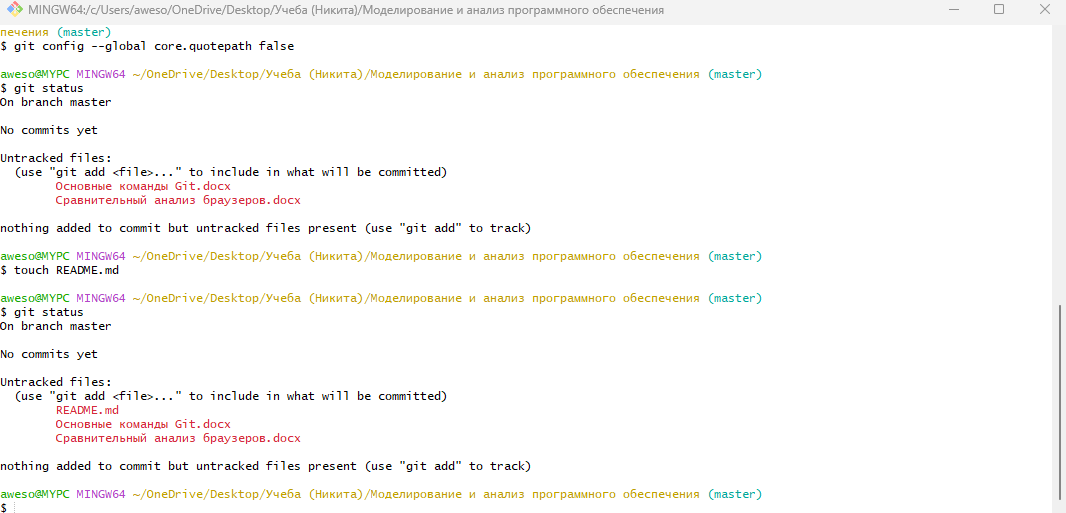 MINGW64:/c/Users/aweso/OneDrive/Desktop/Учеба (Никита)/Моделирование и анализ программного обеспечения
печения (master)
$ git config --global core.quotepath false
aweso@MYPC MINGW64 ~/OneDrive/Desktop/Учеба (Никита)/Моделирование и анализ программного обеспечения (master)
$ git status
On branch master
No commits yet
Untracked files:
(use "git add <file>..." to include in what will be committed)
Основные команды Git.docx
Сравнительный анализ браузеров.docx
nothing added to commit but untracked files present (use "git add" to track)
aweso@MYPC MINGW64 ~/OneDrive/Desktop/Учеба (Никита)/Моделирование и анализ программного обеспечения (master)
$ touch README.md
aweso@MYPC MINGW64 ~/OneDrive/Desktop/Учеба (Никита)/Моделирование и анализ программного обеспечения (master)
$ git status
On branch master
No commits yet
Untracked files:
(use "git add <file>..." to include in what will be committed)
README.md
Основные команды Git.docx
Сравнительный анализ браузеров.docx
nothing added to commit but untracked files present (use "git add" to track)
aweso@MYPC MINGW64 ~/OneDrive/Desktop/Учеба (Никита)/Моделирование и анализ программного обеспечения (master)
$